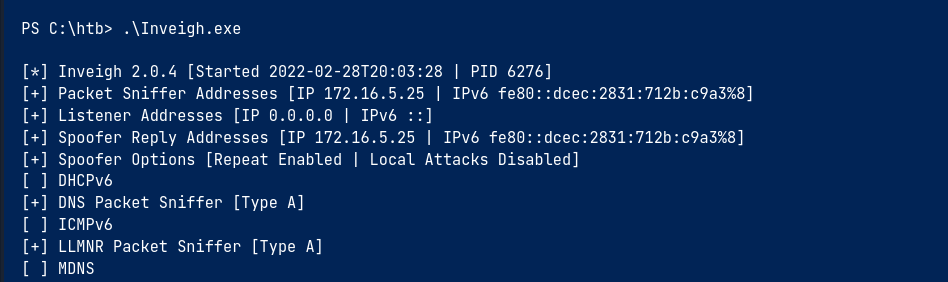 PS C:\htb> .\Inveigh.exe
[*] Inveigh 2.0.4 [Started 2022-02-28T20:03:28 | PID 6276]
[+] Packet Sniffer Addresses [IP 172.16.5.25 | IPv6 fe80::dcec:2831:712b:c9a3%8]
[+] Listener Addresses [IP 0.0.0.0 | IPv6 ::]
[+] Spoofer Reply Addresses [IP 172.16.5.25 | IPv6 fe80::dcec:2831:712b:c9a3%8]
[+] Spoofer Options [Repeat Enabled | Local Attacks Disabled]
[ ] DHCPv6
[+] DNS Packet Sniffer [Type A]
[ ] ICMPv6
[+] LLMNR Packet Sniffer [Type A]
[ ] MDNS